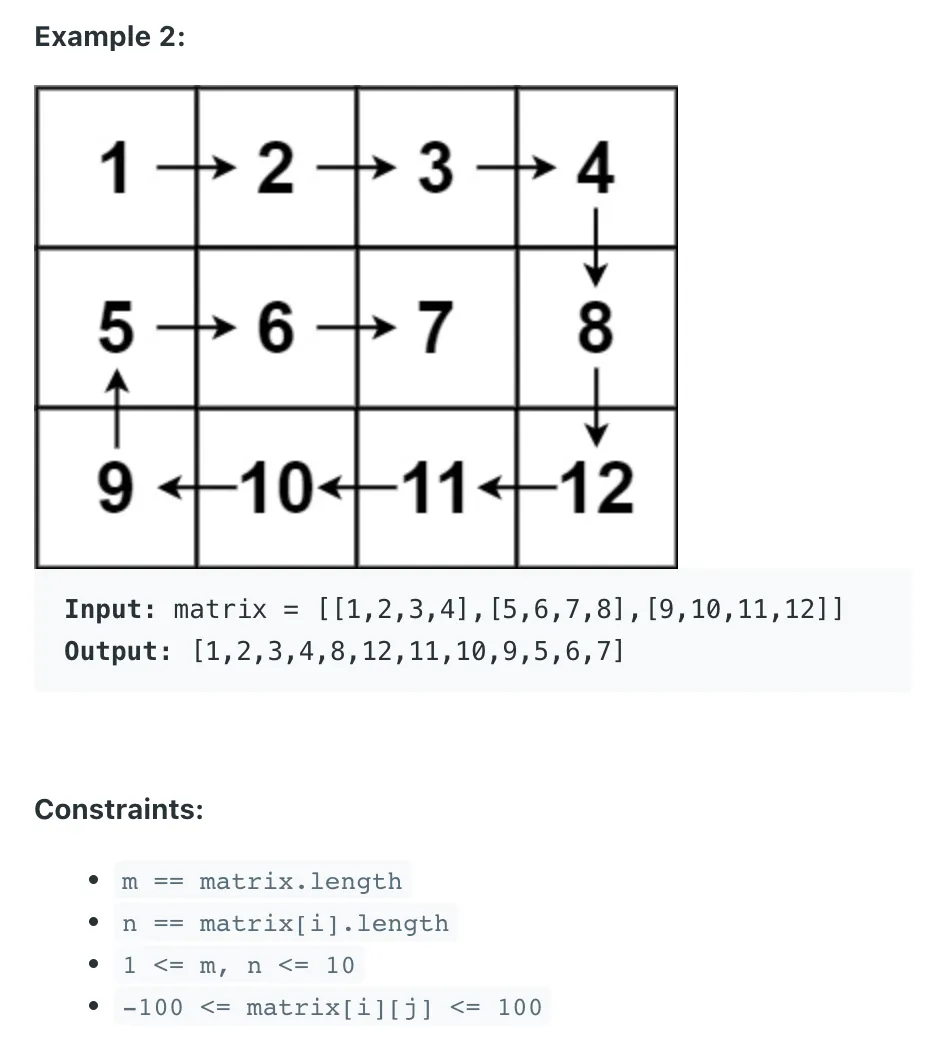 Example 2:
1 2 3 4
5 6 7 8
9 10 11 12
Input: matrix = [[1,2,3,4],[5,6,7,8],[9,10,11,12]]
Output: [1,2,3,4,8,12,11,10,9,5,6,7]
Constraints:
m == matrix.length
n == matrix[i].length
1 <= m, n <= 10
-100 <= matrix[i][j] <= 100